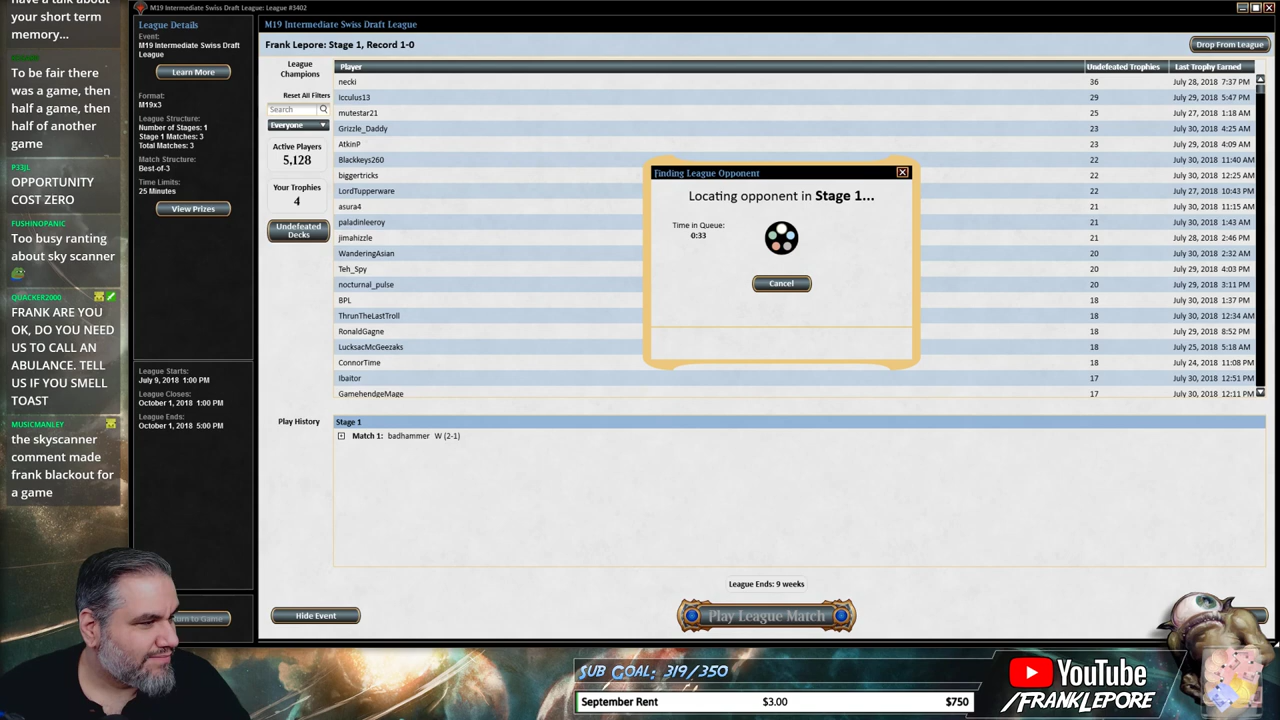 have a talk about
your short term
memory...
To be fair there
was a game, then
half a game, then
half of another
game
P33JL
OPPORTUNITY
COST ZERO
FUSHINOPANIC
Too busy ranting
about sky scanner
QUACKER2000
FRANK ARE YOU
OK, DO YOU NEED
US TO CALL AN
ABULANCE. TELL
US IF YOU SMELL
TOAST
MUSICMANLEY
the skyscanner
comment made
frank blackout for
a game
M19 Intermediate Swiss Draft League: League #3402
League Details
Event:
M19 Intermediate Swiss Draft
League
Learn More
Format:
M19x3
League Structure:
Number of Stages: 1
Stage 1 Matches: 3
Total Matches: 3
Match Structure:
Best-of-3
Time Limits:
25 Minutes
View Prizes
League Starts:
July 9, 2018 1:00 PM
League Closes:
October 1, 2018 1:00 PM
League Ends:
October 1, 2018 5:00 PM
to Game
M19 Intermediate Swiss Draft League
Frank Lepore: Stage 1, Record 1-0
Drop From League
League
Champions
Reset All Filters
Search
Everyone
Active Players
5,128
Your Trophies
4
Undefeated
Decks
Player Undefeated Trophies Last Trophy Earned
necki 36 July 28, 2018 7:37 PM
Icculus13 29 July 29, 2018 5:47 PM
mutestar21 25 July 27, 2018 1:18 AM
Grizzle_Daddy 23 July 30, 2018 4:25 AM
AtkinP 23 July 29, 2018 4:09 AM
Blackkeys260 22 July 30, 2018 11:40 AM
biggertricks 22 July 30, 2018 12:25 AM
LordTupperware 22 July 27, 2018 10:43 PM
asura4 21 July 30, 2018 11:15 AM
paladinleeroy 21 July 30, 2018 1:43 AM
jimahizzle 21 July 28, 2018 2:46 PM
WanderingAsian 20 July 30, 2018 2:32 AM
Teh_Spy 20 July 29, 2018 4:03 PM
nocturnal_pulse 20 July 29, 2018 3:11 PM
BPL 18 July 30, 2018 1:37 PM
ThrunTheLastTroll 18 July 30, 2018 12:34 AM
RonaldGagne 18 July 29, 2018 8:52 PM
LucksacMcGeezaks 18 July 25, 2018 5:18 AM
ConnorTime 18 July 24, 2018 11:08 PM
Ibaitor 17 July 30, 2018 12:51 PM
GamehendgeMage 17 July 30, 2018 12:11 PM
Finding League Opponent
Locating opponent in Stage 1...
Time in Queue:
0:33
Cancel
Play History
Stage 1
Match 1: badhammer W (2-1)
League Ends: 9 weeks
Hide Event
Play League Match
SUB GOAL: 319/350
September Rent $3.00 $750
YouTube
/FRANKLEPORE